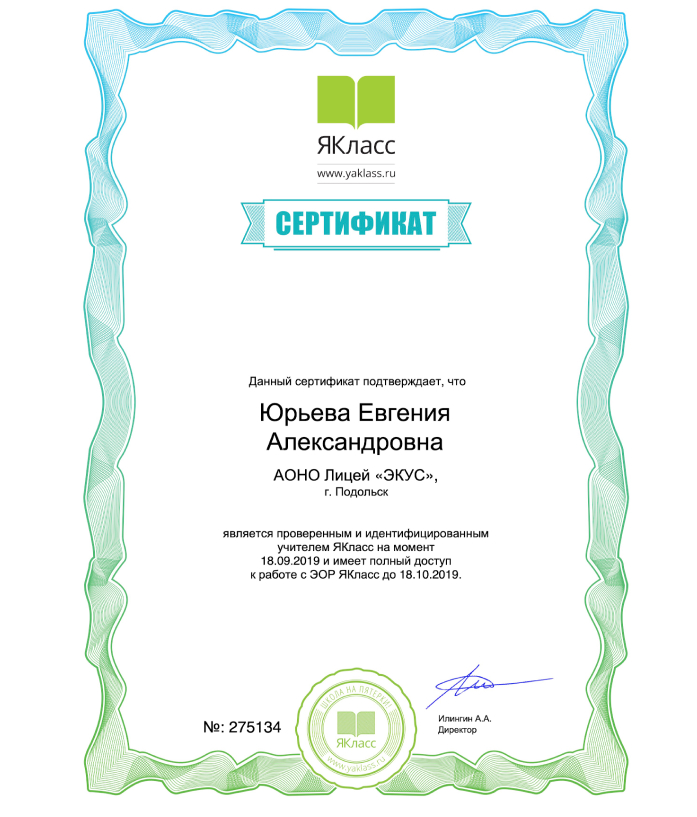 ЯКласс
www.yaklass.ru
СЕРТИФИКАТ
Данный сертификат подтверждает, что
Юрьева Евгения
Александровна
АОНО Лицей «ЭКУС»,
г. Подольск
является проверенным и идентифицированным
учителем ЯКласс на момент
18.09.2019 и имеет полный доступ
к работе с ЭОР ЯКласс до 18.10.2019.
№: 275134
ШКОЛА НА ПЯТЕРКУ!
ЯКласс
www.yaklass.ru
Илингин А.А.
Директор